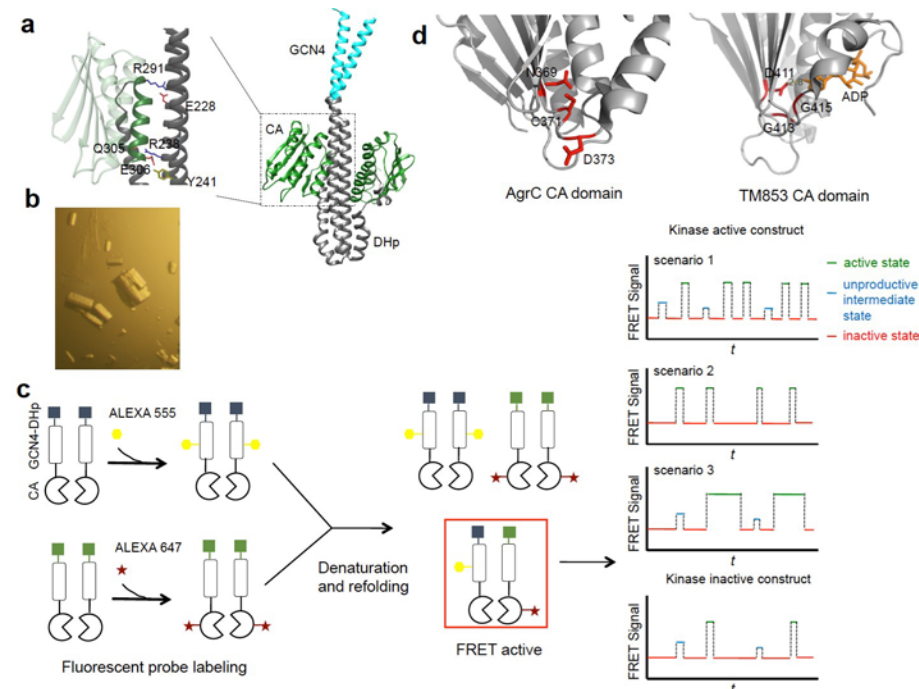 a
GCN4
R291
E228
CA
R238
Q305
E306
Y241
DHp
b
d
N369
C371
D373
AgrC CA domain
D411
G415
ADP
G413
TM853 CA domain
Kinase active construct
scenario 1
FRET Signal
t
active state
unproductive
intermediate
state
inactive state
scenario 2
FRET Signal
t
scenario 3
FRET Signal
t
Kinase inactive construct
FRET Signal
t
c
GCN4-DHp
CA
ALEXA 555
ALEXA 647
Fluorescent probe labeling
Denaturation
and refolding
FRET active